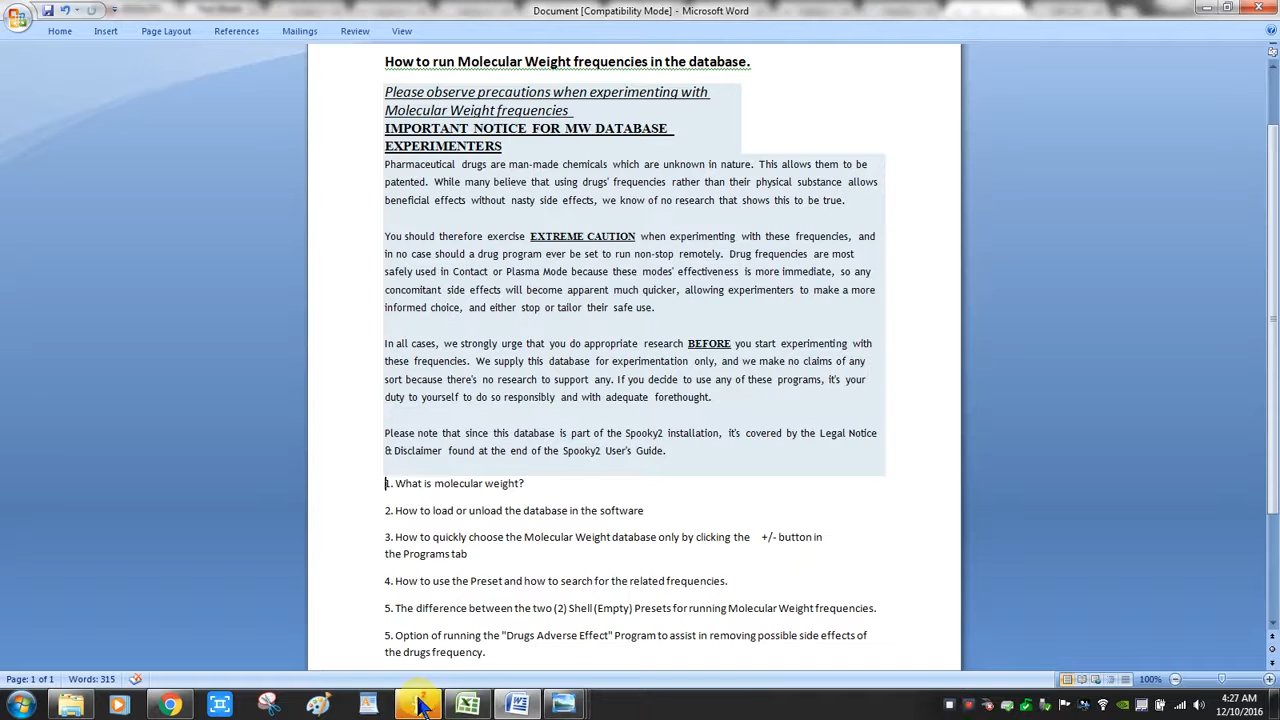 Document [Compatibility Mode] - Microsoft Word
Home Insert Page Layout References Mailings Review View
How to run Molecular Weight frequencies in the database.
Please observe precautions when experimenting with
Molecular Weight frequencies
IMPORTANT NOTICE FOR MW DATABASE
EXPERIMENTERS
Pharmaceutical drugs are man-made chemicals which are unknown in nature. This allows them to be
patented. While many believe that using drugs' frequencies rather than their physical substance allows
beneficial effects without nasty side effects, we know of no research that shows this to be true.
You should therefore exercise EXTREME CAUTION when experimenting with these frequencies, and
in no case should a drug program ever be set to run non-stop remotely. Drug frequencies are most
safely used in Contact or Plasma Mode because these modes' effectiveness is more immediate, so any
concomitant side effects will become apparent much quicker, allowing experimenters to make a more
informed choice, and either stop or tailor their safe use.
In all cases, we strongly urge that you do appropriate research BEFORE you start experimenting with
these frequencies. We supply this database for experimentation only, and we make no claims of any
sort because there's no research to support any. If you decide to use any of these programs, it's your
duty to yourself to do so responsibly and with adequate forethought.
Please note that since this database is part of the Spooky2 installation, it's covered by the Legal Notice
& Disclaimer found at the end of the Spooky2 User's Guide.
1. What is molecular weight?
2. How to load or unload the database in the software
3. How to quickly choose the Molecular Weight database only by clicking the +/- button in
the Programs tab
4. How to use the Preset and how to search for the related frequencies.
5. The difference between the two (2) Shell (Empty) Presets for running Molecular Weight frequencies.
5. Option of running the "Drugs Adverse Effect" Program to assist in removing possible side effects of
the drugs frequency.
Page: 1 of 1 Words: 315 100%
4:27 AM
12/10/2016